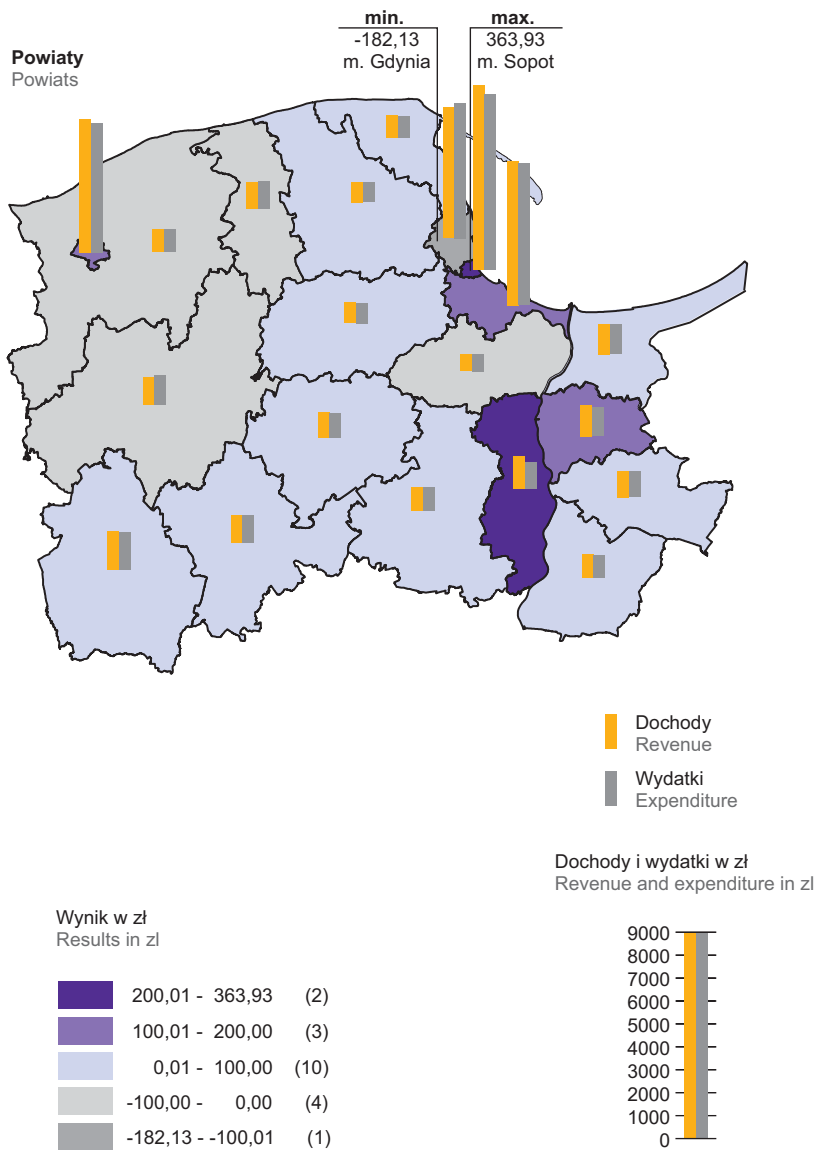 min.
-182,13
m. Gdynia
max.
363,93
m. Sopot
Powiaty
Powiats
Dochody
Revenue
Wydatki
Expenditure
Dochody i wydatki w zł
Revenue and expenditure in zl
9000
8000
7000
6000
5000
4000
3000
2000
1000
0
Wynik w zł
Results in zl
200,01 - 363,93 (2)
100,01 - 200,00 (3)
0,01 - 100,00 (10)
-100,00 - 0,00 (4)
-182,13 - -100,01 (1)